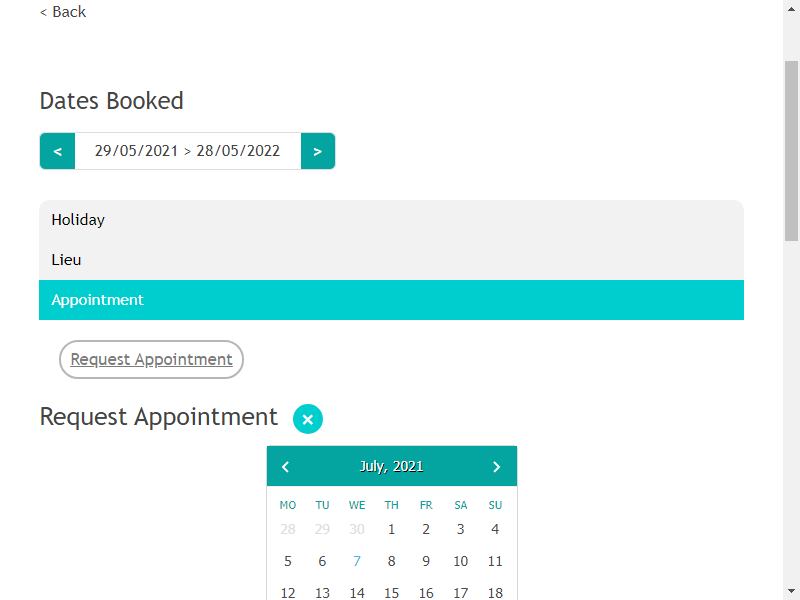 < Back
Dates Booked
< 29/05/2021 > 28/05/2022 >
Holiday
Lieu
Appointment
Request Appointment
Request Appointment ×
< July, 2021 >
MO TU WE TH FR SA SU
28 29 30 1 2 3 4
5 6 7 8 9 10 11
12 13 14 15 16 17 18